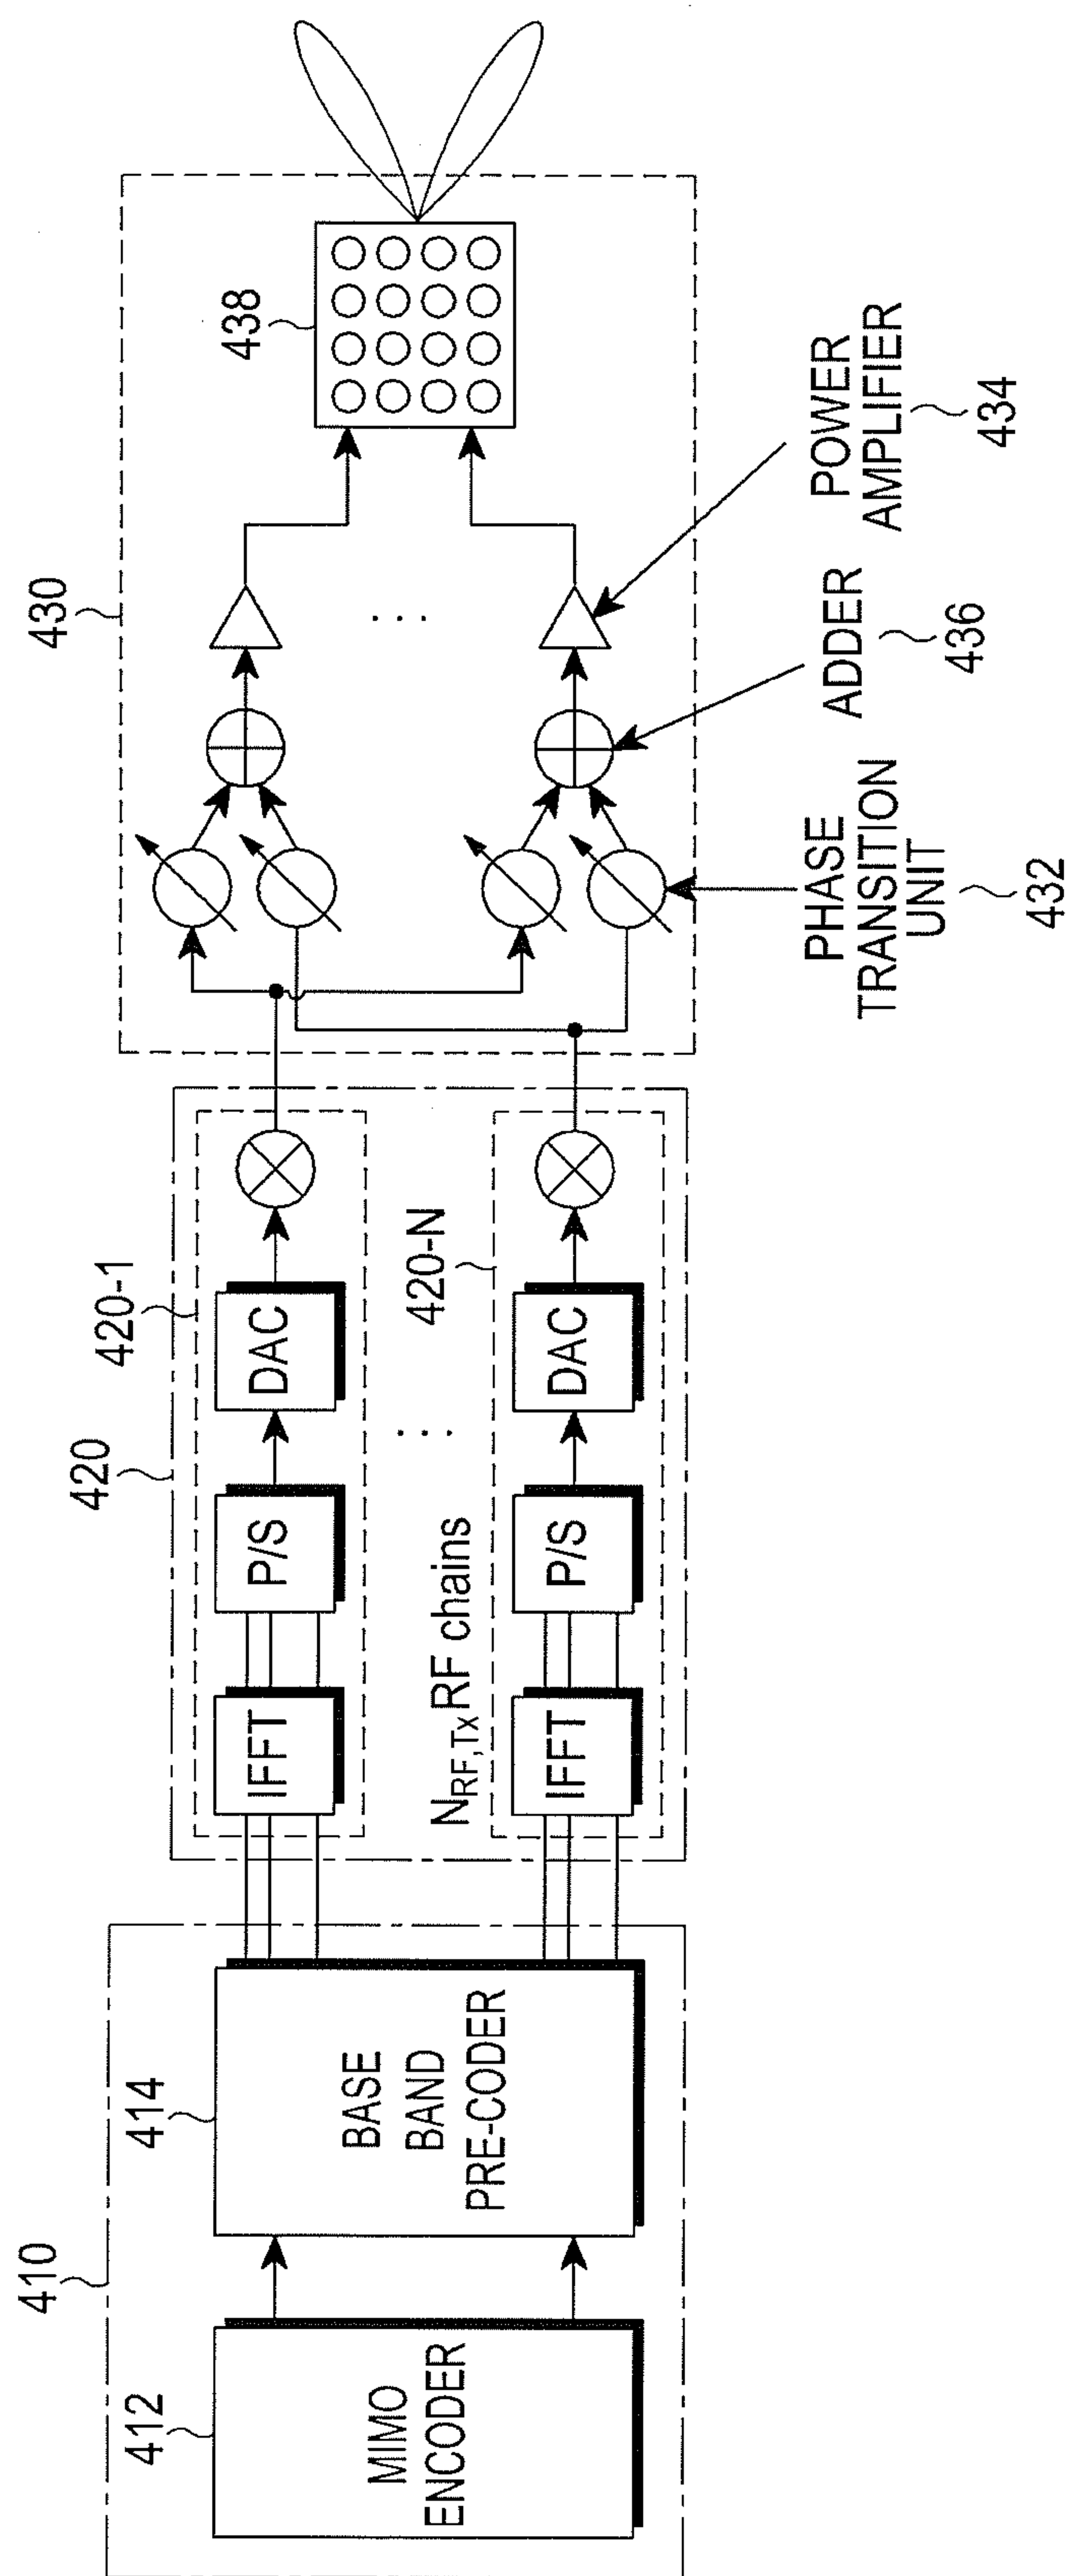 410
412
MIMO
ENCODER
414
BASE
BAND
PRE-CODER
420
420-1
IFFT
P/S
DAC
N_RF,Tx RF chains
...
420-N
IFFT
P/S
DAC
430
...
438
PHASE
TRANSITION
UNIT
432
ADDER
436
POWER
AMPLIFIER
434